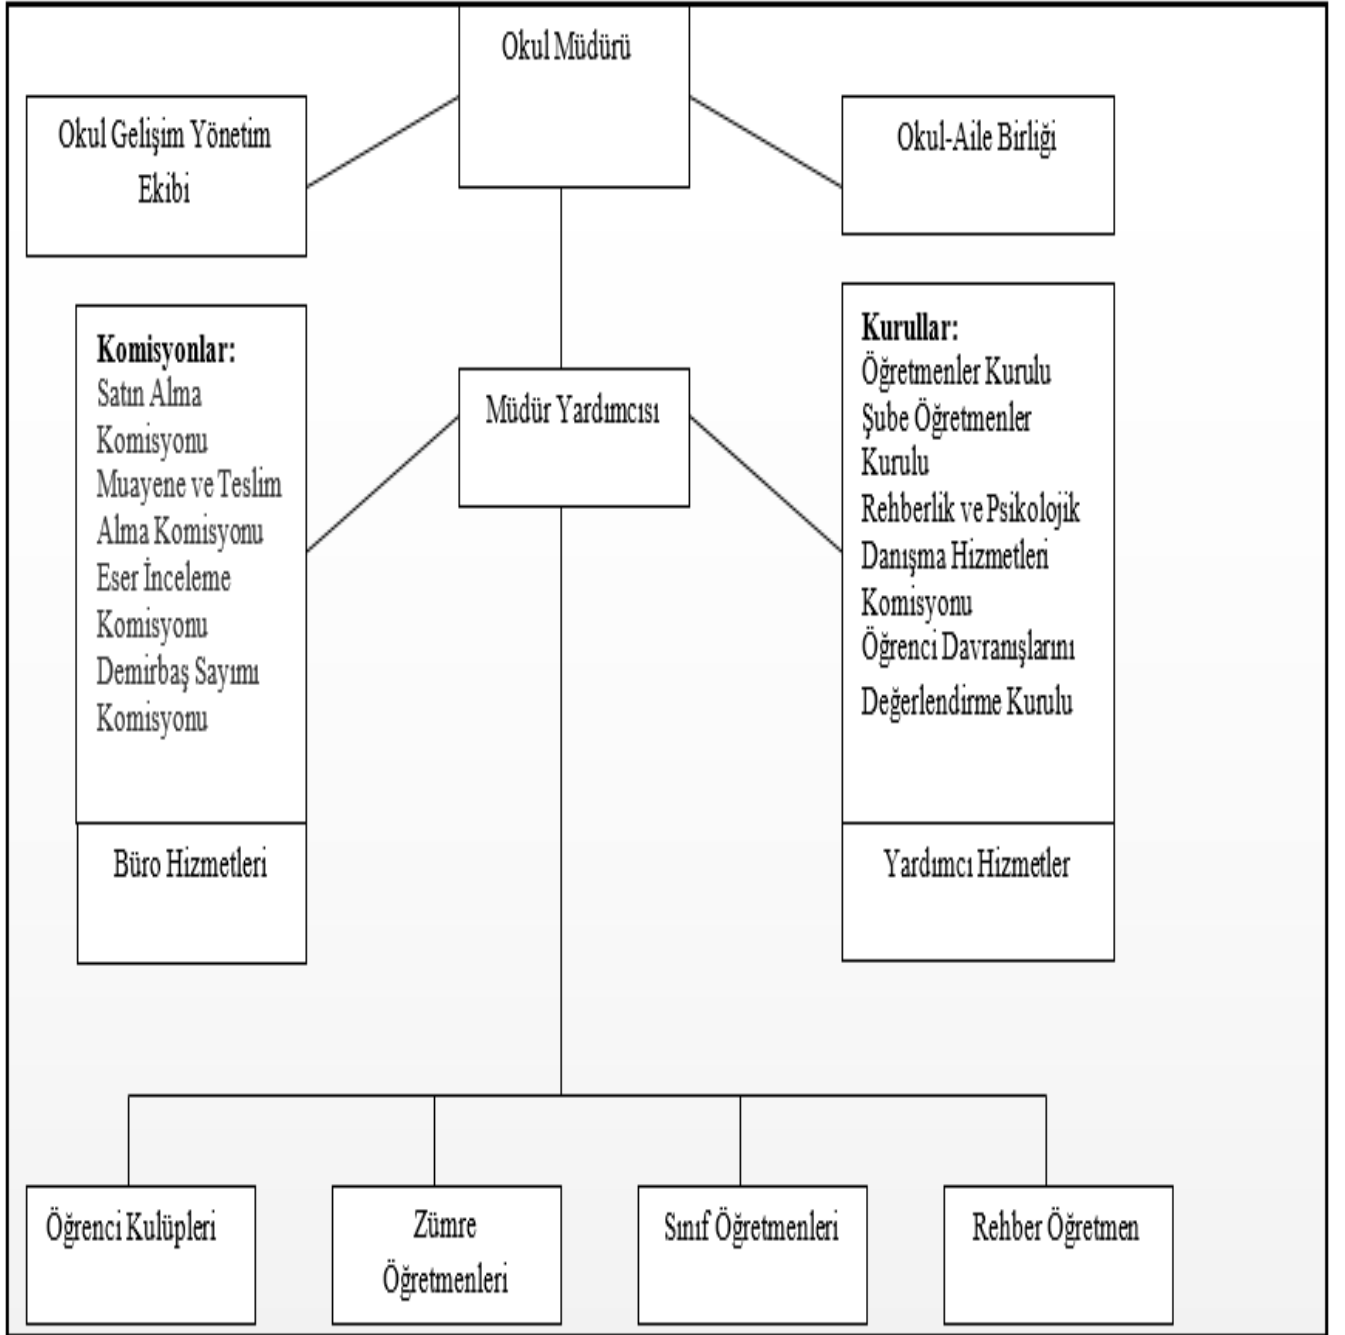 Okul Müdürü
Okul Gelişim Yönetim
Ekibi
Okul-Aile Birliği
Komisyonlar:
Satın Alma
Komisyonu
Muayene ve Teslim
Alma Komisyonu
Eser İnceleme
Komisyonu
Demirbaş Sayımı
Komisyonu
Müdür Yardımcısı
Kurullar:
Öğretmenler Kurulu
Şube Öğretmenler
Kurulu
Rehberlik ve Psikolojik
Danışma Hizmetleri
Komisyonu
Öğrenci Davranışlarını
Değerlendirme Kurulu
Büro Hizmetleri
Yardımcı Hizmetler
Öğrenci Kulüpleri
Zümre
Öğretmenleri
Sınıf Öğretmenleri
Rehber Öğretmen